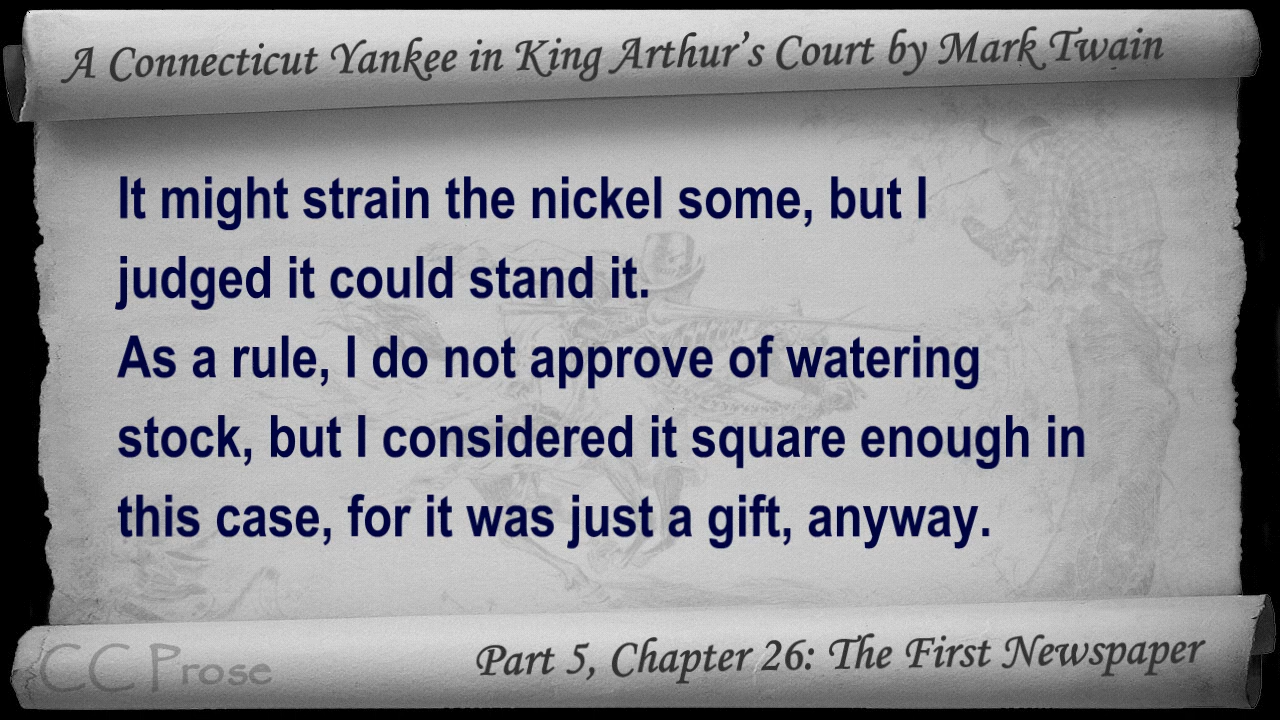 A Connecticut Yankee in King Arthur's Court by Mark Twain
It might strain the nickel some, but I
judged it could stand it.
As a rule, I do not approve of watering
stock, but I considered it square enough in
this case, for it was just a gift, anyway.
CC Prose
Part 5, Chapter 26: The First Newspaper